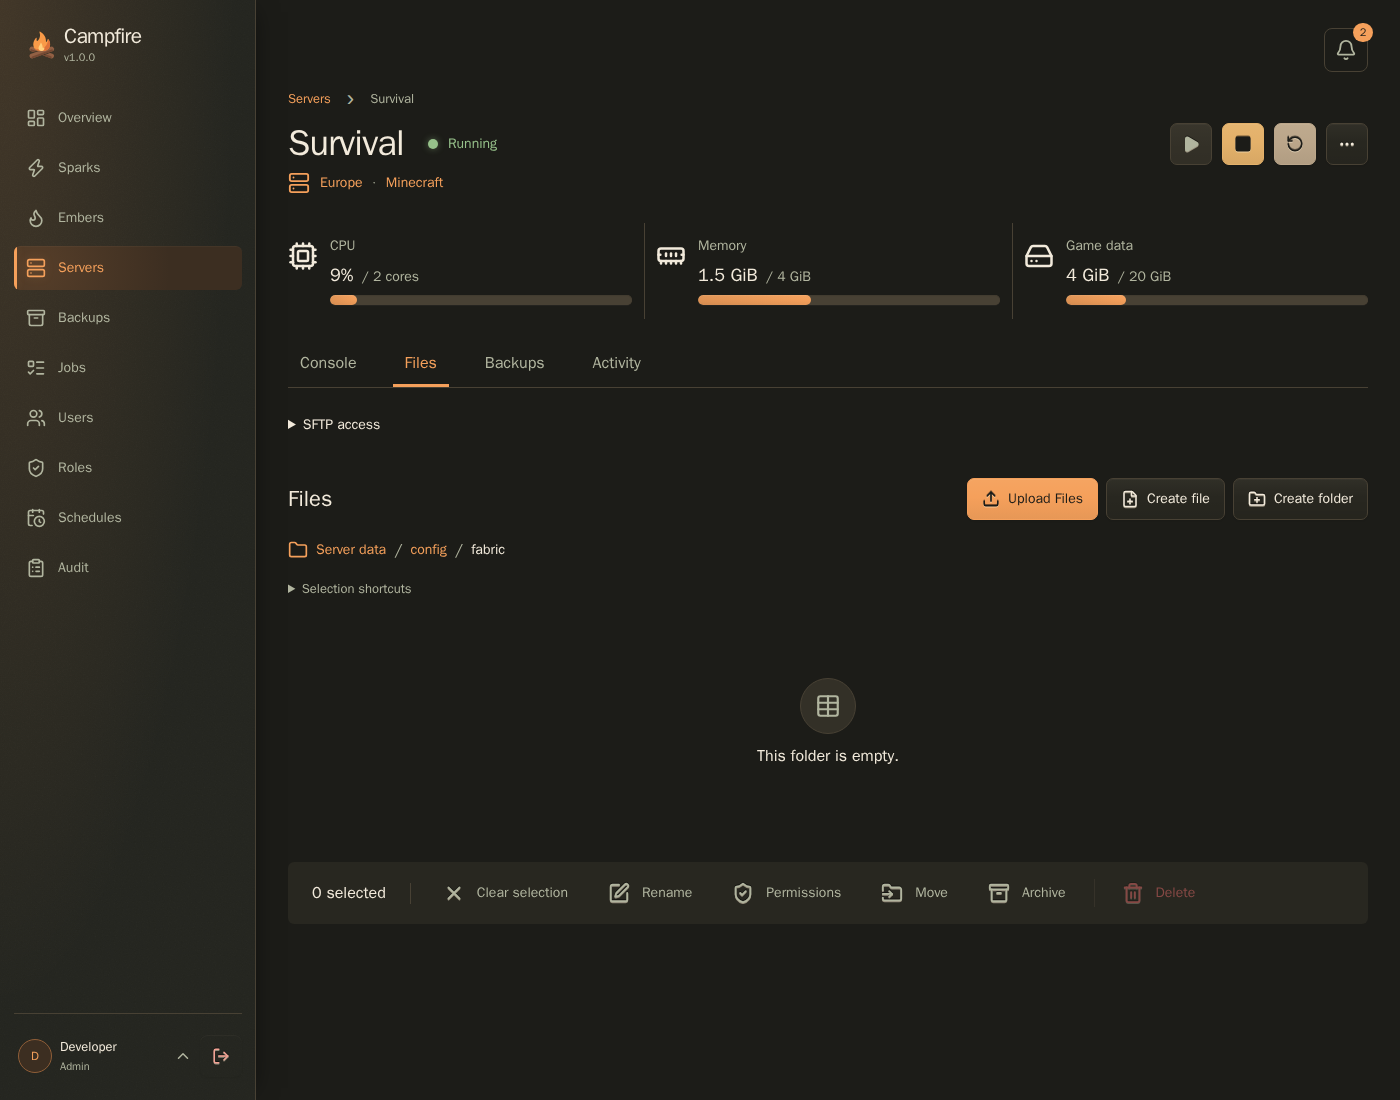 Campfire
v1.0.0
Overview
Sparks
Embers
Servers
Backups
Jobs
Users
Roles
Schedules
Audit
D
Developer
Admin
2
Servers > Survival
Survival
Running
Europe · Minecraft
CPU
9% / 2 cores
Memory
1.5 GiB / 4 GiB
Game data
4 GiB / 20 GiB
Console Files Backups Activity
SFTP access
Files
Upload Files Create file Create folder
Server data / config / fabric
Selection shortcuts
This folder is empty.
0 selected Clear selection Rename Permissions Move Archive Delete